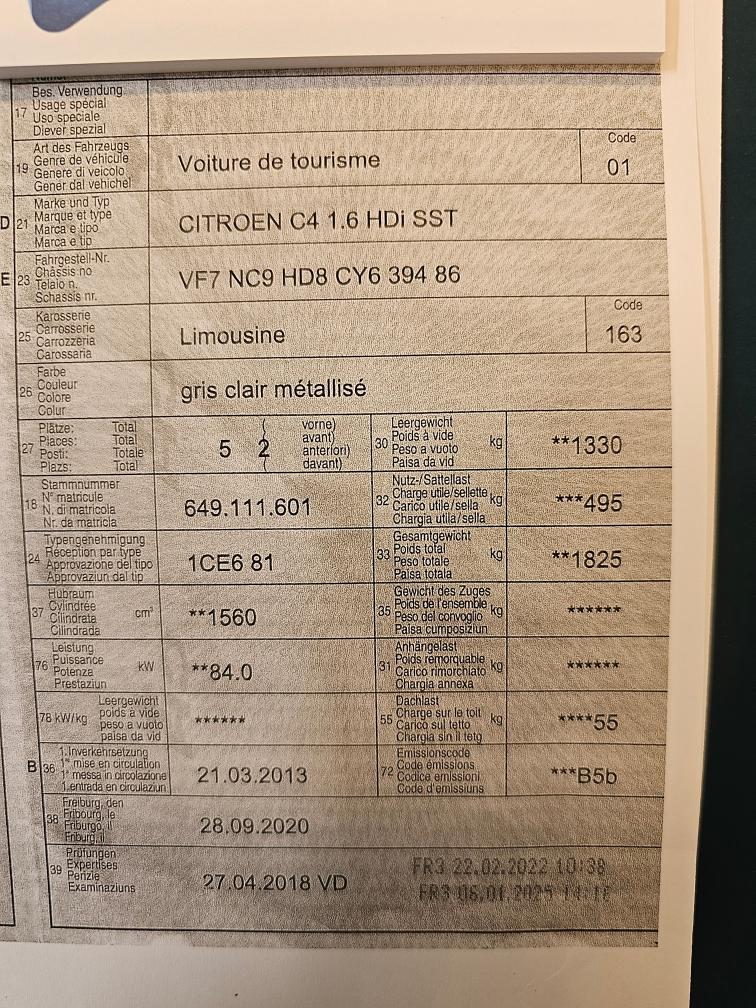 Bes. Verwendung
17 Usage spécial
Uso speciale
Diever spezial
Art des Fahrzeugs
19 Genre de véhicule
Genere di veicolo
Gener dal vehichel
Voiture de tourisme
Code
01
Marke und Typ
D 21 Marque et type
Marca e tipo
Marca e tip
CITROEN C4 1.6 HDi SST
Fahrgestell-Nr.
E 23 Châssis no
Telaio n.
Schassis nr.
VF7 NC9 HD8 CY6 394 86
Karosserie
25 Carrosserie
Carrozzeria
Carossaria
Limousine
Code
163
Farbe
26 Couleur
Colore
Colur
gris clair métallisé
Plätze: Total
27 Places: Total
Posti: Totale
Plazs: Total
5 2
vorne)
avant)
anteriori)
davant)
Leergewicht
30 Poids à vide kg
Peso a vuoto
Paisa da vid
**1330
Stammnummer
18 N° matricule
N. di matricola
Nr. da matricla
649.111.601
Nutz-/Sattellast
32 Charge utile/sellette kg
Carico utile/sella
Chargia utila/sella
***495
Typengenehmigung
24 Réception par type
Approvazione del tipo
Approvaziun dal tip
1CE6 81
Gesamtgewicht
33 Poids total kg
Peso totale
Paisa totala
**1825
Hubraum
37 Cylindrée cm³
Cilindrata
Cilindrada
**1560
Gewicht des Zuges
35 Poids de l'ensemble kg
Peso del convoglio
Paisa cumposiziun
******
Leistung
76 Puissance kW
Potenza
Prestaziun
**84.0
Anhängelast
31 Poids remorquable kg
Carico rimorchiato
Chargia annexa
******
Leergewicht
78 kW/kg poids à vide
peso a vuoto
paisa da vid
******
Dachlast
55 Charge sur le toit kg
Carico sul tetto
Chargia sin il tetg
****55
1. Inverkehrsetzung
B 36 1re mise en circulation
1a messa in circolazione
1. entrada en circulaziun
21.03.2013
Emissionscode
72 Code émissions
Codice emissioni
Code d'emissiuns
***B5b
Freiburg, den
38 Fribourg, le
Friburgo, il
Friburg, il
28.09.2020
Prüfungen
39 Expertises
Perizie
Examinaziuns
27.04.2018 VD
FR3 22.02.2022 10:38
FR3